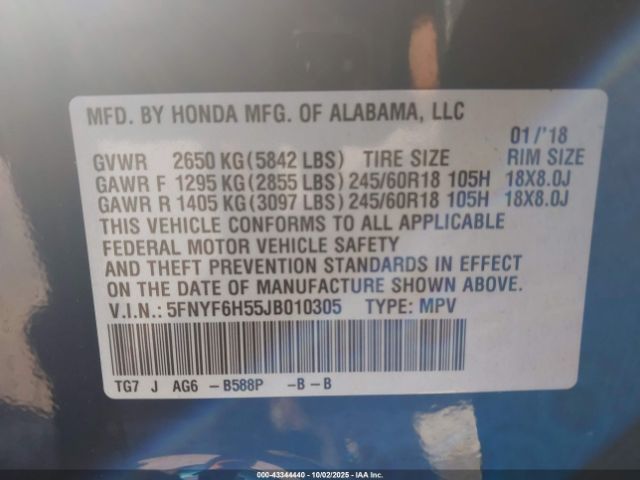 MFD. BY HONDA MFG. OF ALABAMA, LLC
01/'18
GVWR 2650 KG (5842 LBS) TIRE SIZE RIM SIZE
GAWR F 1295 KG (2855 LBS) 245/60R18 105H 18X8.0J
GAWR R 1405 KG (3097 LBS) 245/60R18 105H 18X8.0J
THIS VEHICLE CONFORMS TO ALL APPLICABLE
FEDERAL MOTOR VEHICLE SAFETY
AND THEFT PREVENTION STANDARDS IN EFFECT
ON THE DATE OF MANUFACTURE SHOWN ABOVE.
V.I.N.: 5FNYF6H55JB010305 TYPE: MPV
TG7 J AG6 -B588P -B-B
000-43344440 - 10/02/2025 - IAA Inc.